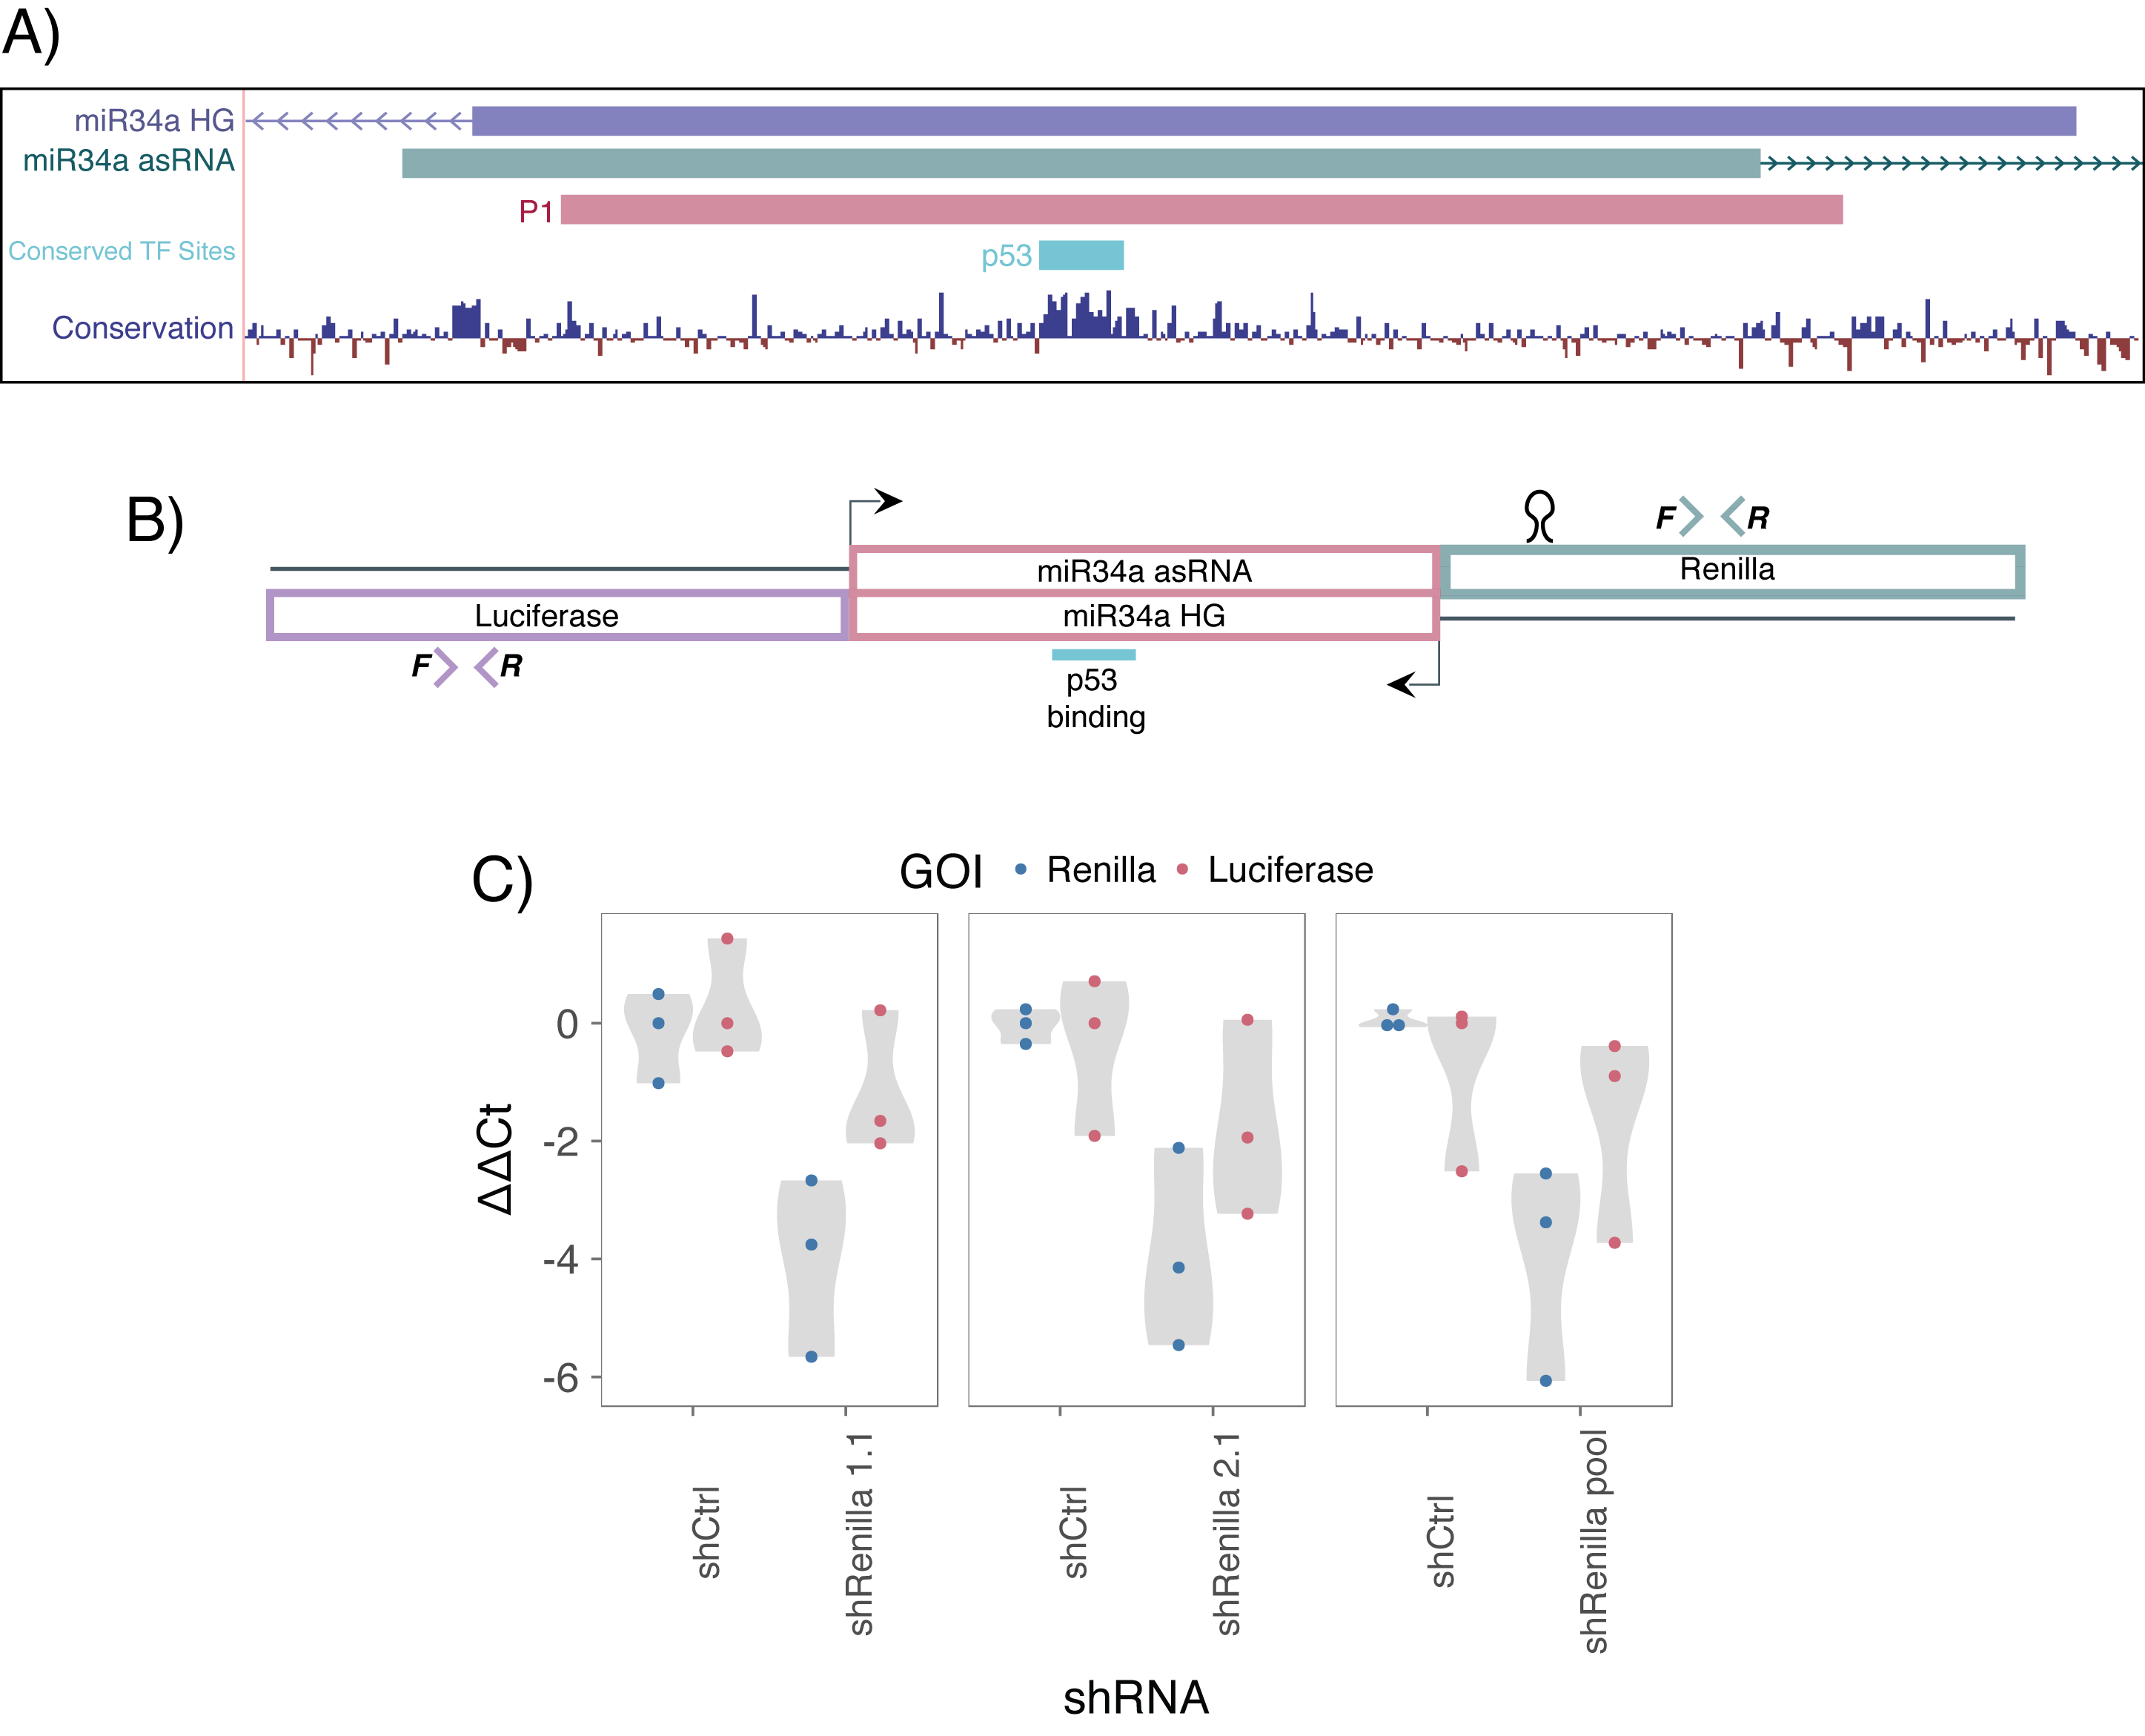 A)
miR34a HG
miR34a asRNA
P1
Conserved TF Sites
p53
Conservation
B)
F R
miR34a asRNA
Renilla
Luciferase
miR34a HG
F R
p53
binding
C)
GOI Renilla Luciferase
ΔΔCt
0
-2
-4
-6
shCtrl
shRenilla 1.1
shCtrl
shRenilla 2.1
shCtrl
shRenilla pool
shRNA